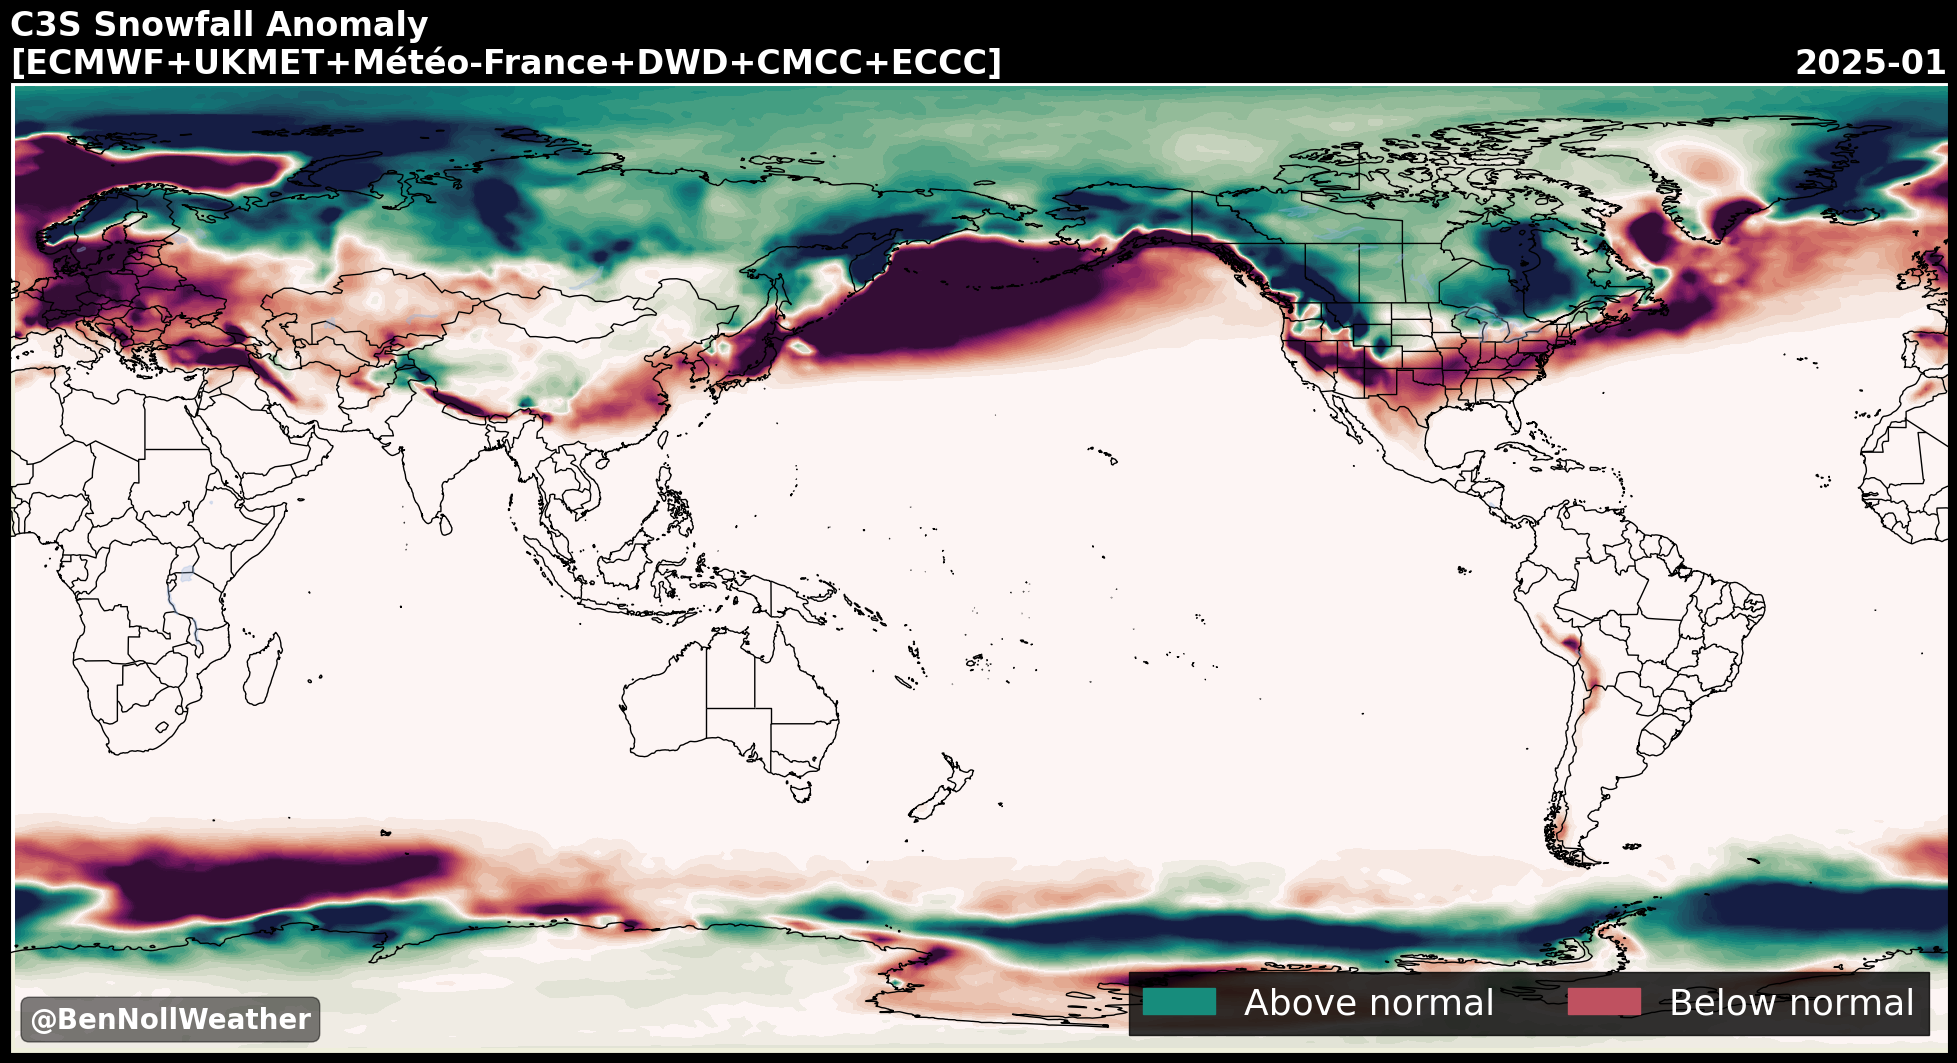 C3S Snowfall Anomaly
[ECMWF+UKMET+Météo-France+DWD+CMCC+ECCC]
2025-01
@BenNollWeather
Above normal
Below normal